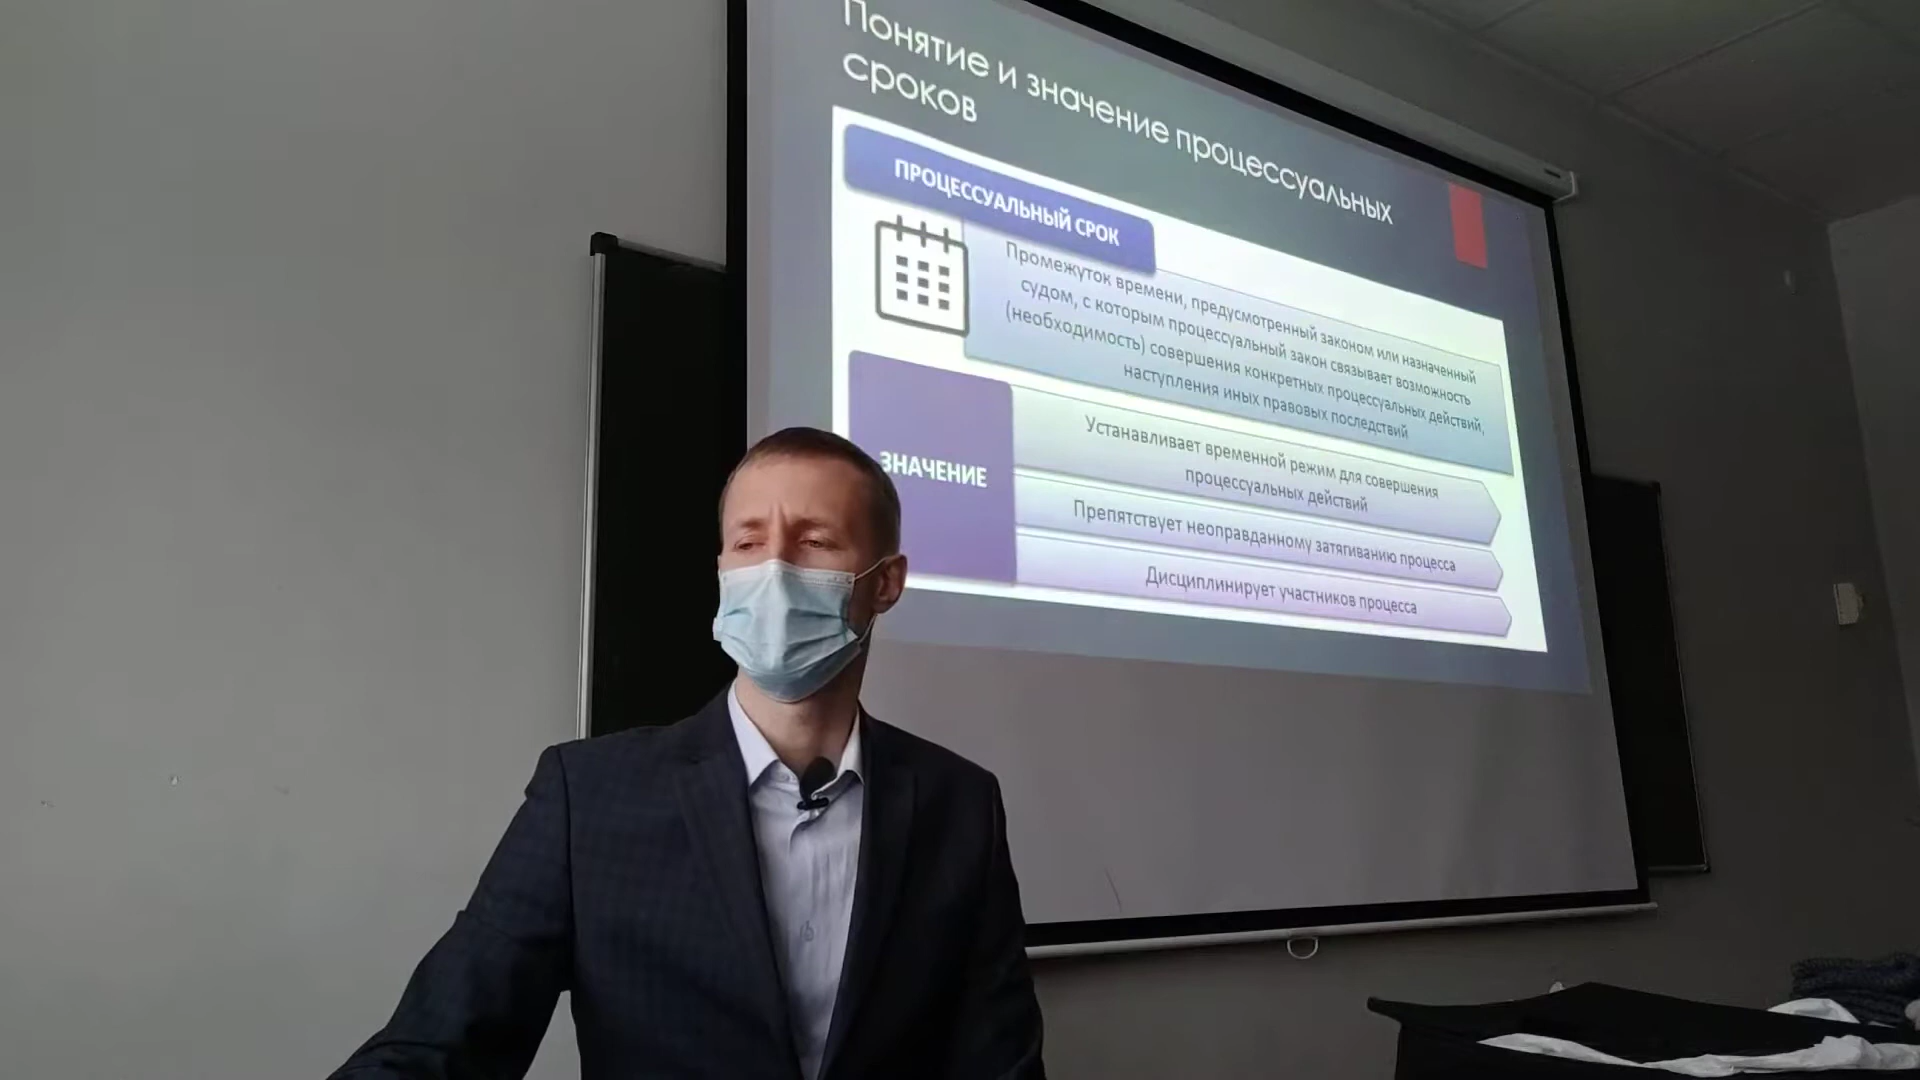 Понятие и значение процессуальных
сроков
ПРОЦЕССУАЛЬНЫЙ СРОК
Промежуток времени, предусмотренный законом или назначенный
судом, с которым процессуальный закон связывает возможность
(необходимость) совершения конкретных процессуальных действий,
наступления иных правовых последствий
ЗНАЧЕНИЕ
Устанавливает временной режим для совершения
процессуальных действий
Препятствует неоправданному затягиванию процесса
Дисциплинирует участников процесса